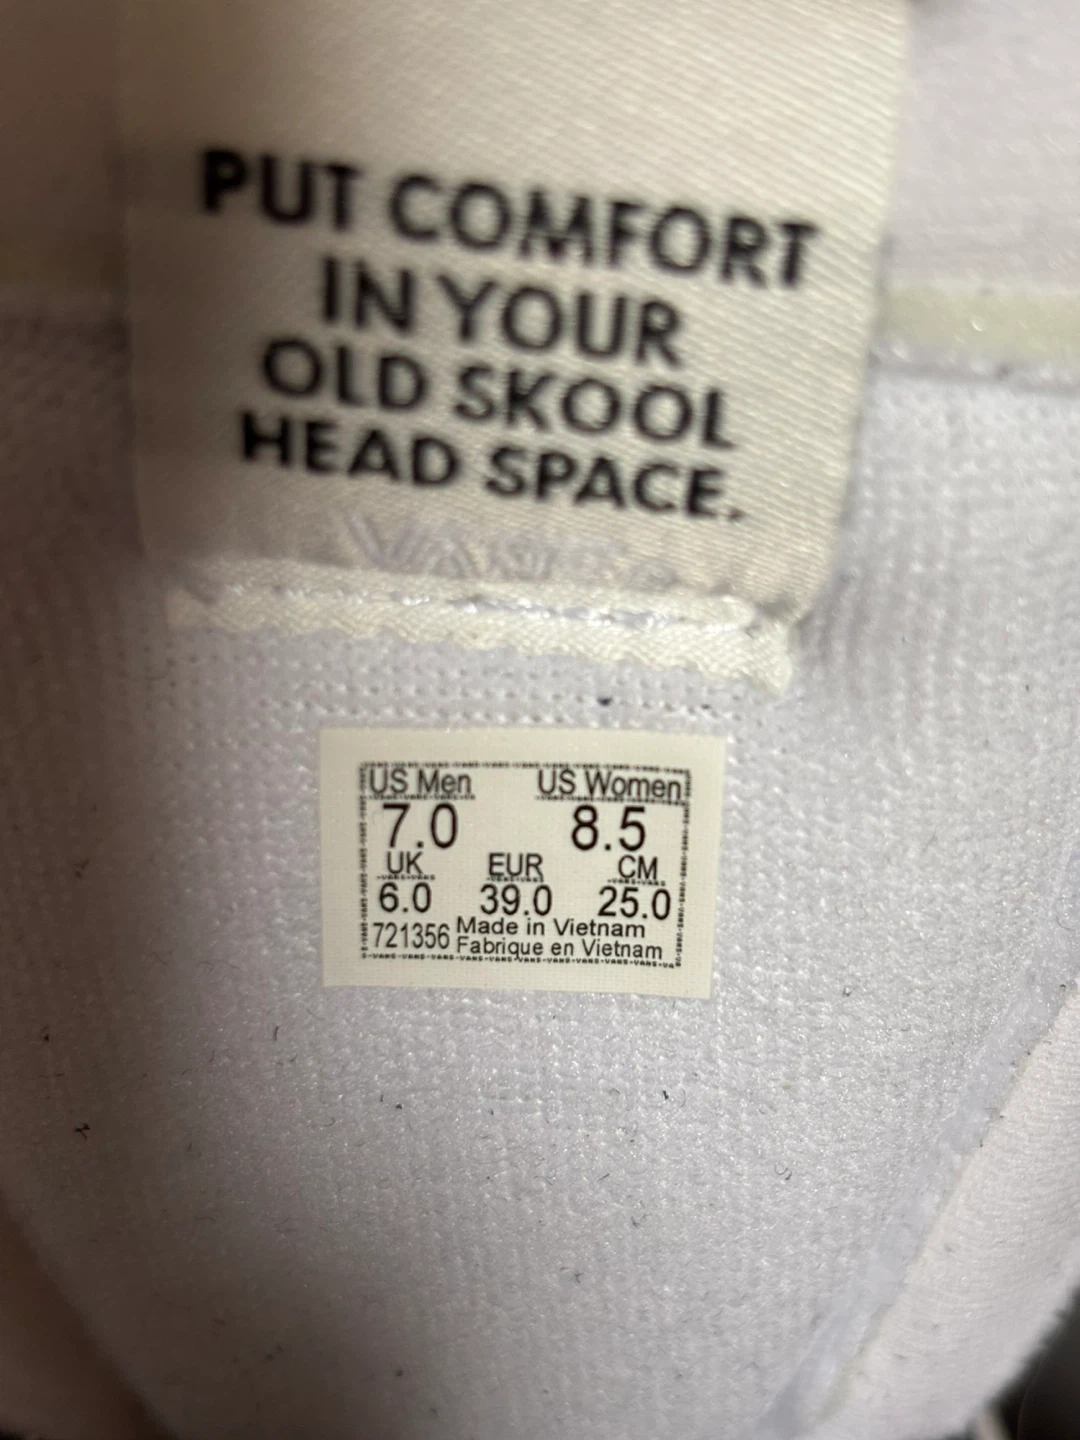 PUT COMFORT
IN YOUR
OLD SKOOL
HEAD SPACE.
US Men US Women
7.0 8.5
UK EUR CM
6.0 39.0 25.0
721356 Made in Vietnam
Fabrique en Vietnam